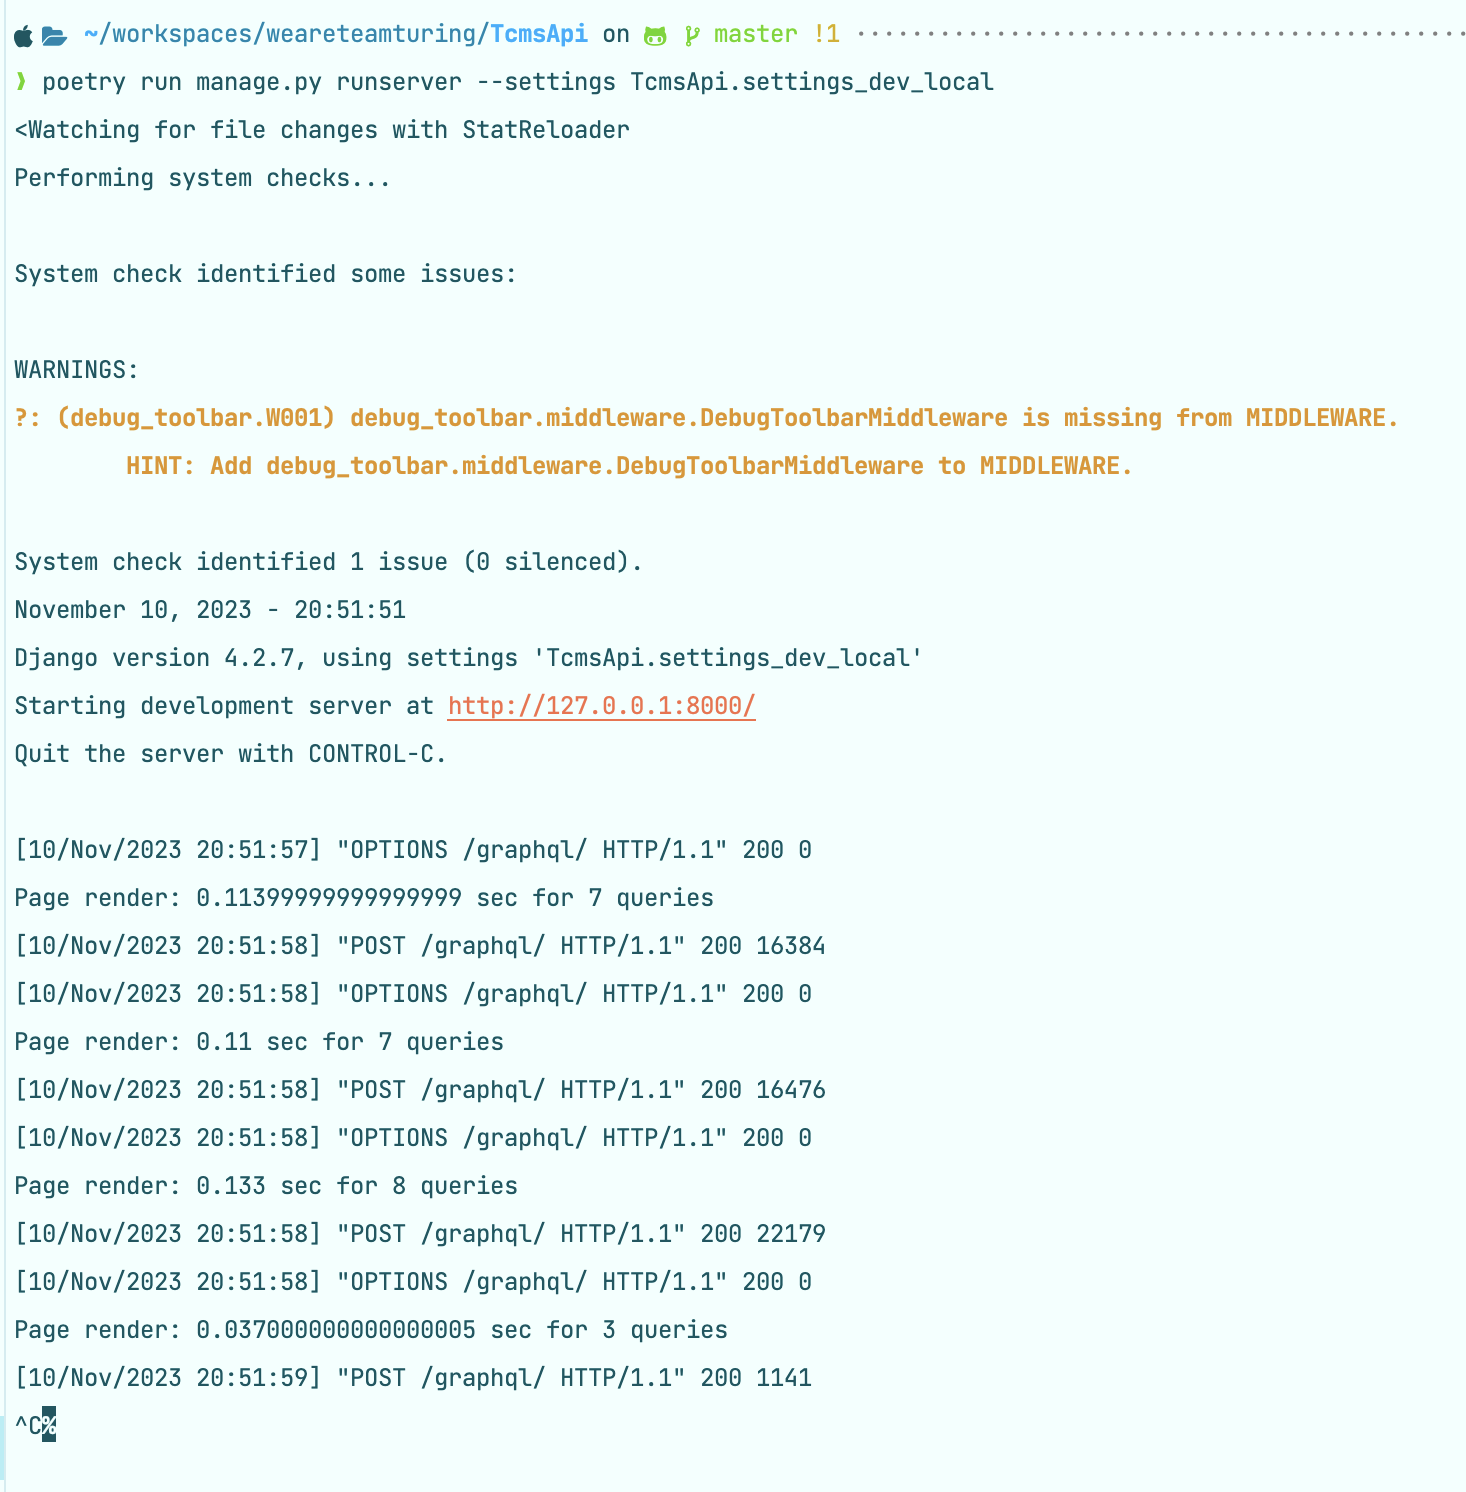 ~/workspaces/weareteamturing/TcmsApi on master !1 ············································
❯ poetry run manage.py runserver --settings TcmsApi.settings_dev_local
<Watching for file changes with StatReloader
Performing system checks...
System check identified some issues:
WARNINGS:
?: (debug_toolbar.W001) debug_toolbar.middleware.DebugToolbarMiddleware is missing from MIDDLEWARE.
HINT: Add debug_toolbar.middleware.DebugToolbarMiddleware to MIDDLEWARE.
System check identified 1 issue (0 silenced).
November 10, 2023 - 20:51:51
Django version 4.2.7, using settings 'TcmsApi.settings_dev_local'
Starting development server at http://127.0.0.1:8000/
Quit the server with CONTROL-C.
[10/Nov/2023 20:51:57] "OPTIONS /graphql/ HTTP/1.1" 200 0
Page render: 0.11399999999999999 sec for 7 queries
[10/Nov/2023 20:51:58] "POST /graphql/ HTTP/1.1" 200 16384
[10/Nov/2023 20:51:58] "OPTIONS /graphql/ HTTP/1.1" 200 0
Page render: 0.11 sec for 7 queries
[10/Nov/2023 20:51:58] "POST /graphql/ HTTP/1.1" 200 16476
[10/Nov/2023 20:51:58] "OPTIONS /graphql/ HTTP/1.1" 200 0
Page render: 0.133 sec for 8 queries
[10/Nov/2023 20:51:58] "POST /graphql/ HTTP/1.1" 200 22179
[10/Nov/2023 20:51:58] "OPTIONS /graphql/ HTTP/1.1" 200 0
Page render: 0.037000000000000005 sec for 3 queries
[10/Nov/2023 20:51:59] "POST /graphql/ HTTP/1.1" 200 1141
^C%